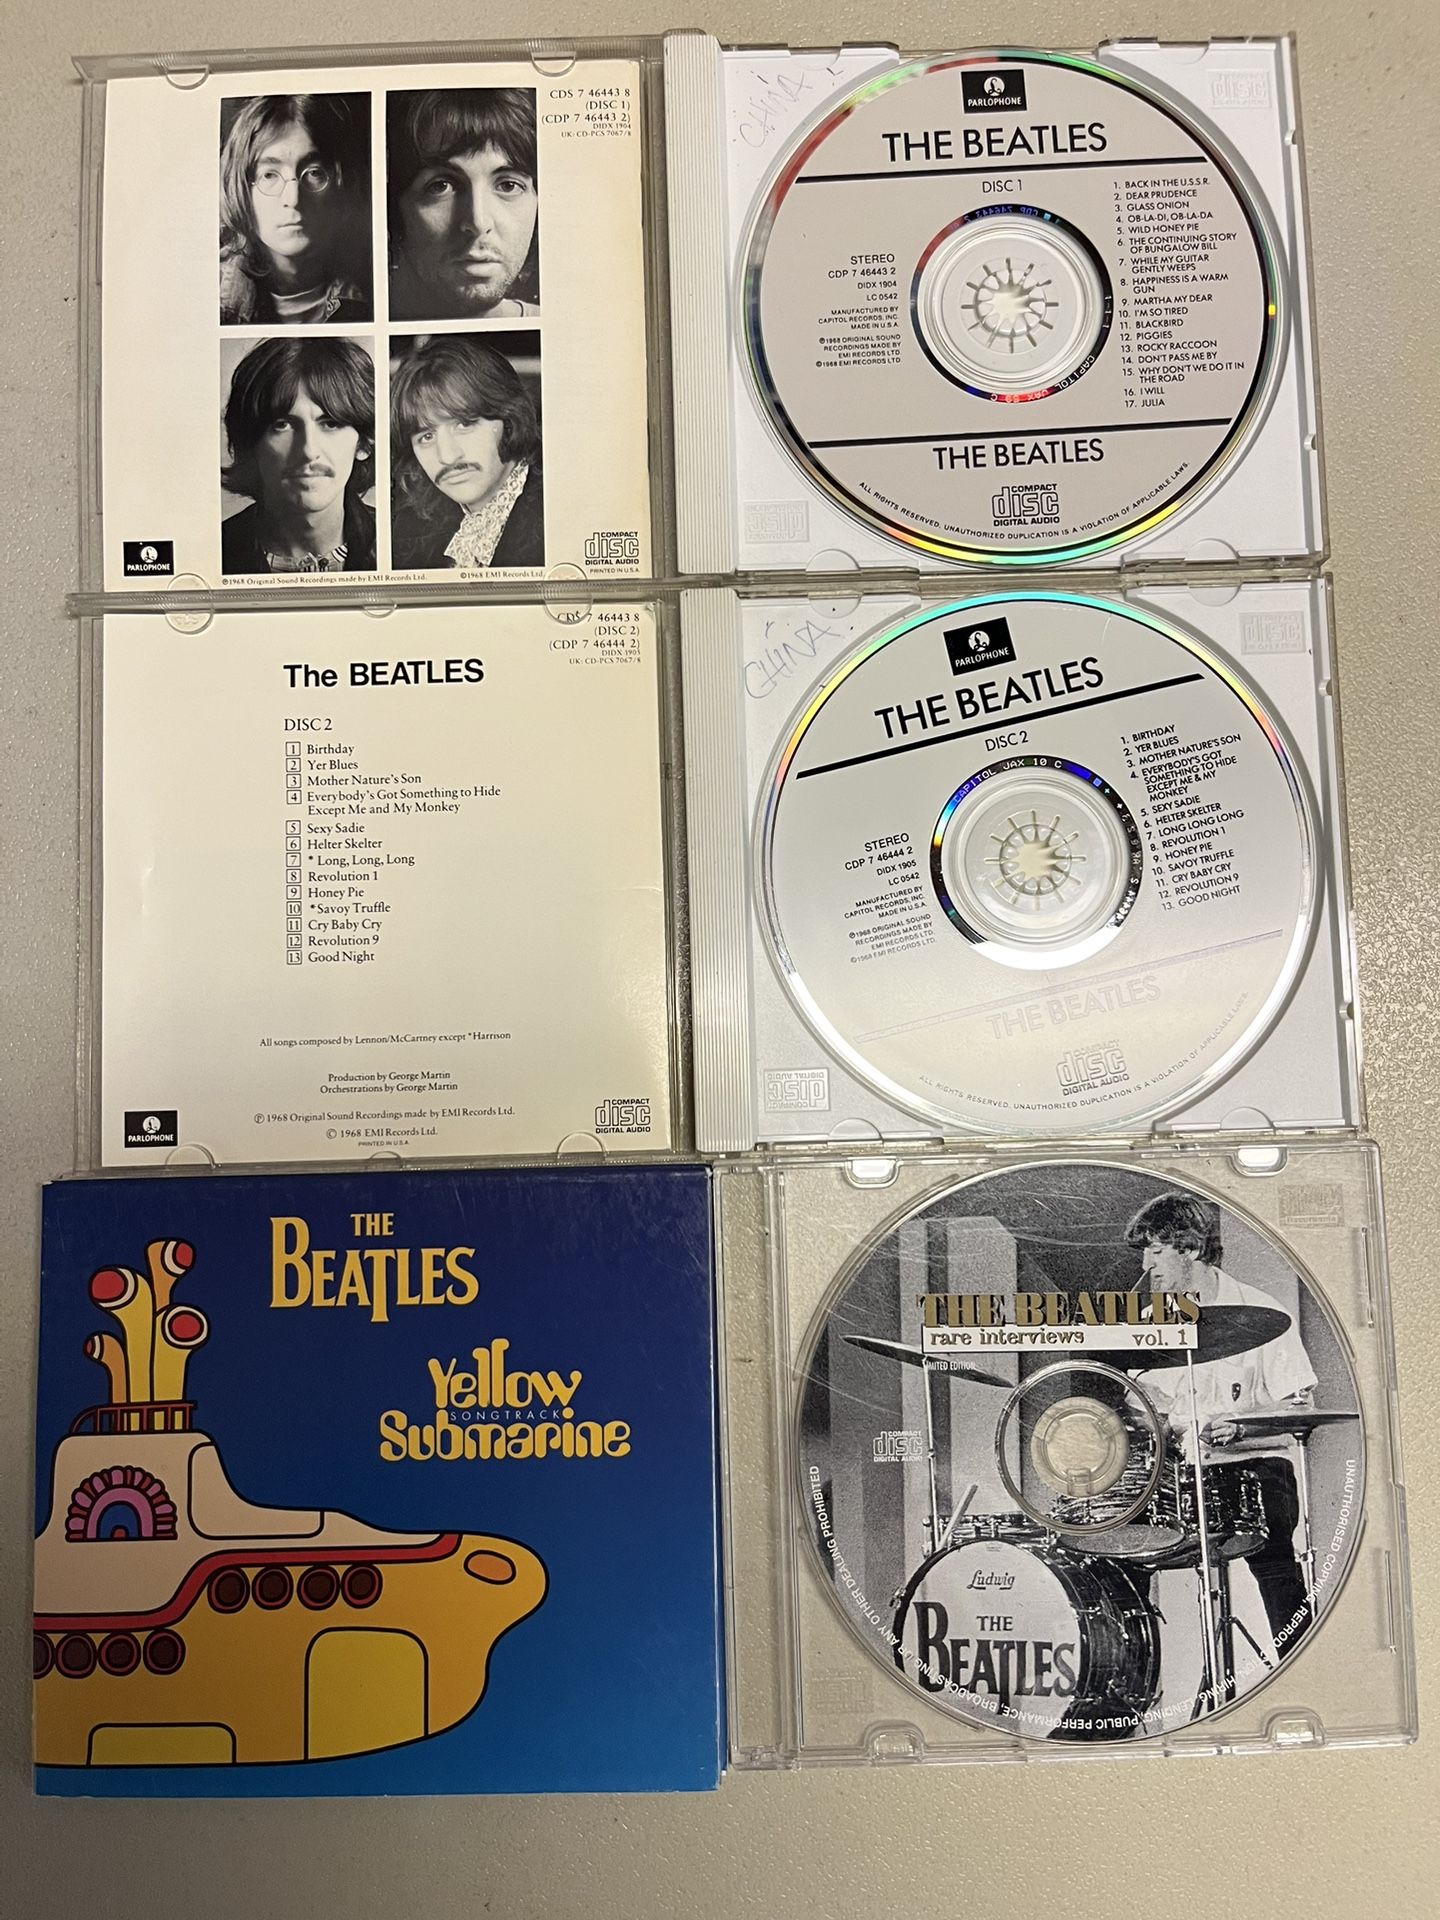 CDS 7 46443 8
(DISC 1)
(CDP 7 46443 2)
DIDX 1904
UK: CD-PCS 7067/8
PARLOPHONE
℗1968 Original Sound Recordings made by EMI Records Ltd.
©1968 EMI Records Ltd.
COMPACT
disc
DIGITAL AUDIO
PRINTED IN U.S.A.
CHINA
PARLOPHONE
THE BEATLES
DISC 1
STEREO
CDP 7 46443 2
DIDX 1904
LC 0542
MANUFACTURED BY
CAPITOL RECORDS, INC.
MADE IN U.S.A.
℗1968 ORIGINAL SOUND
RECORDINGS MADE BY
EMI RECORDS LTD.
©1968 EMI RECORDS LTD.
1. BACK IN THE U.S.S.R.
2. DEAR PRUDENCE
3. GLASS ONION
4. OB-LA-DI, OB-LA-DA
5. WILD HONEY PIE
6. THE CONTINUING STORY
OF BUNGALOW BILL
7. WHILE MY GUITAR
GENTLY WEEPS
8. HAPPINESS IS A WARM
GUN
9. MARTHA MY DEAR
10. I'M SO TIRED
11. BLACKBIRD
12. PIGGIES
13. ROCKY RACCOON
14. DON'T PASS ME BY
15. WHY DON'T WE DO IT IN
THE ROAD
16. I WILL
17. JULIA
THE BEATLES
COMPACT
disc
DIGITAL AUDIO
ALL RIGHTS RESERVED. UNAUTHORIZED DUPLICATION IS A VIOLATION OF APPLICABLE LAWS.
CDS 7 46443 8
(DISC 2)
(CDP 7 46444 2)
DIDX 1905
UK: CD-PCS 7067/8
The BEATLES
DISC 2
1 Birthday
2 Yer Blues
3 Mother Nature's Son
4 Everybody's Got Something to Hide
Except Me and My Monkey
5 Sexy Sadie
6 Helter Skelter
7 *Long, Long, Long
8 Revolution 1
9 Honey Pie
10 *Savoy Truffle
11 Cry Baby Cry
12 Revolution 9
13 Good Night
All songs composed by Lennon/McCartney except *Harrison
Production by George Martin
Orchestrations by George Martin
℗ 1968 Original Sound Recordings made by EMI Records Ltd.
© 1968 EMI Records Ltd.
PRINTED IN U.S.A.
PARLOPHONE
COMPACT
disc
DIGITAL AUDIO
CHINA
PARLOPHONE
THE BEATLES
DISC 2
CAPITOL JAX 10 C
STEREO
CDP 7 46444 2
DIDX 1905
LC 0542
MANUFACTURED BY
CAPITOL RECORDS, INC.
MADE IN U.S.A.
℗1968 ORIGINAL SOUND
RECORDINGS MADE BY
EMI RECORDS LTD.
©1968 EMI RECORDS LTD.
1. BIRTHDAY
2. YER BLUES
3. MOTHER NATURE'S SON
4. EVERYBODY'S GOT
SOMETHING TO HIDE
EXCEPT ME & MY
MONKEY
5. SEXY SADIE
6. HELTER SKELTER
7. LONG LONG LONG
8. REVOLUTION 1
9. HONEY PIE
10. SAVOY TRUFFLE
11. CRY BABY CRY
12. REVOLUTION 9
13. GOOD NIGHT
THE BEATLES
COMPACT
disc
DIGITAL AUDIO
ALL RIGHTS RESERVED. UNAUTHORIZED DUPLICATION IS A VIOLATION OF APPLICABLE LAWS.
THE
BEATLES
Yellow
SONGTRACK
Submarine
THE BEATLES
rare interviews vol. 1
LIMITED EDITION
COMPACT
disc
DIGITAL AUDIO
Ludwig
THE
BEATLES
UNAUTHORISED COPYING, HIRING, LENDING, PUBLIC PERFORMANCE, BROADCASTING OR ANY OTHER DEALING PROHIBITED